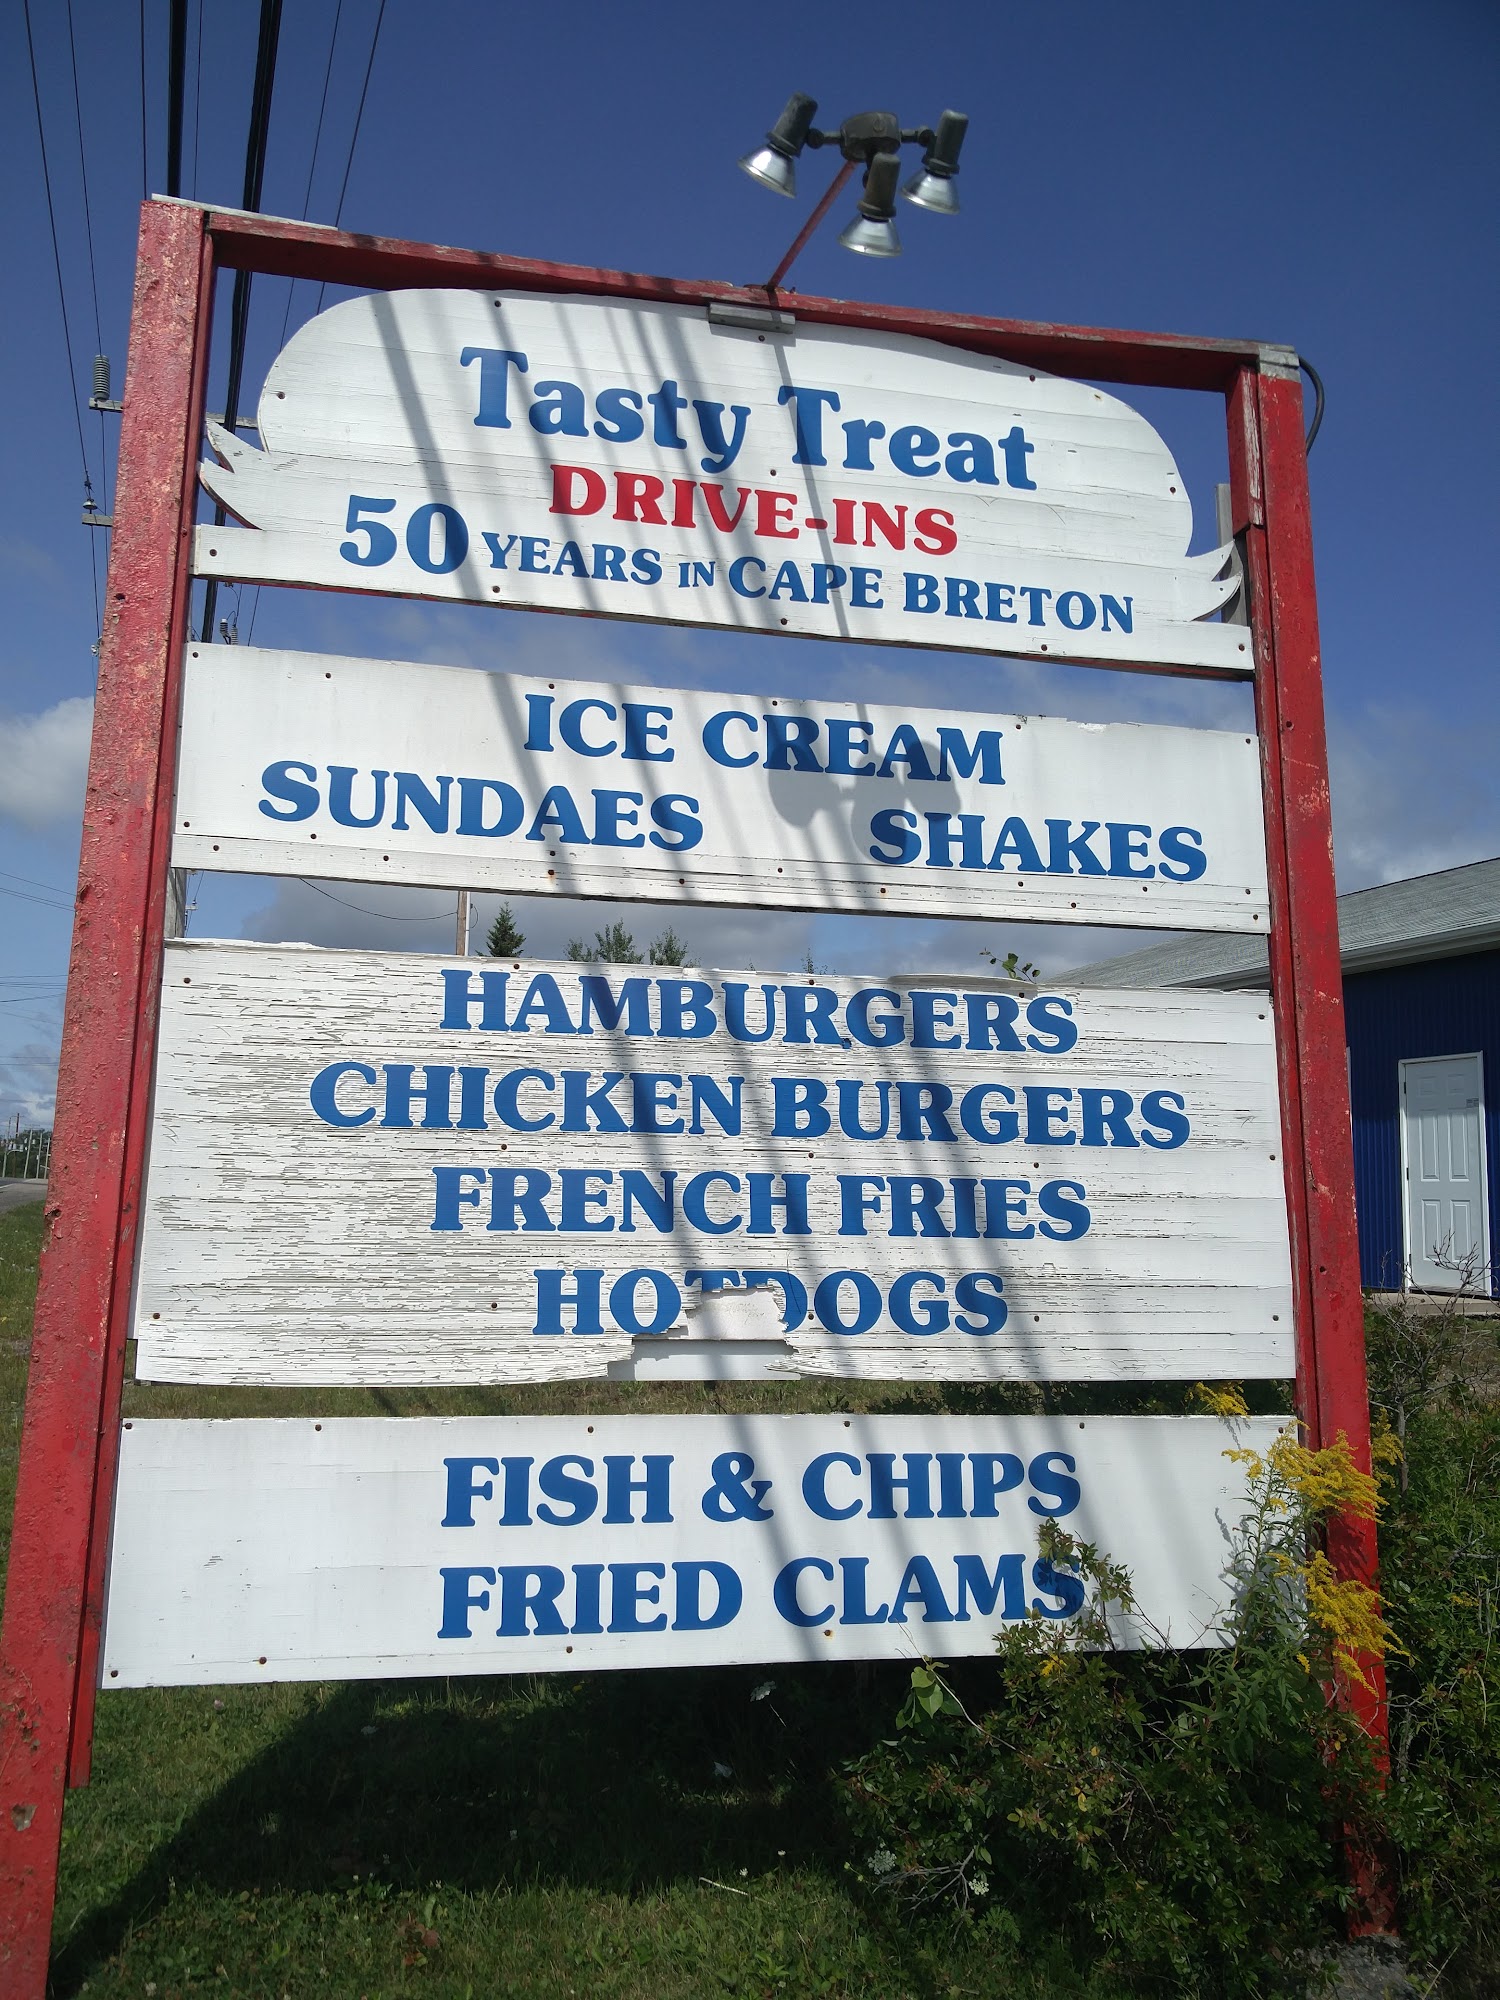 Tasty Treat
DRIVE-INS
50 YEARS IN CAPE BRETON
ICE CREAM
SUNDAES SHAKES
HAMBURGERS
CHICKEN BURGERS
FRENCH FRIES
HOTDOGS
FISH & CHIPS
FRIED CLAMS